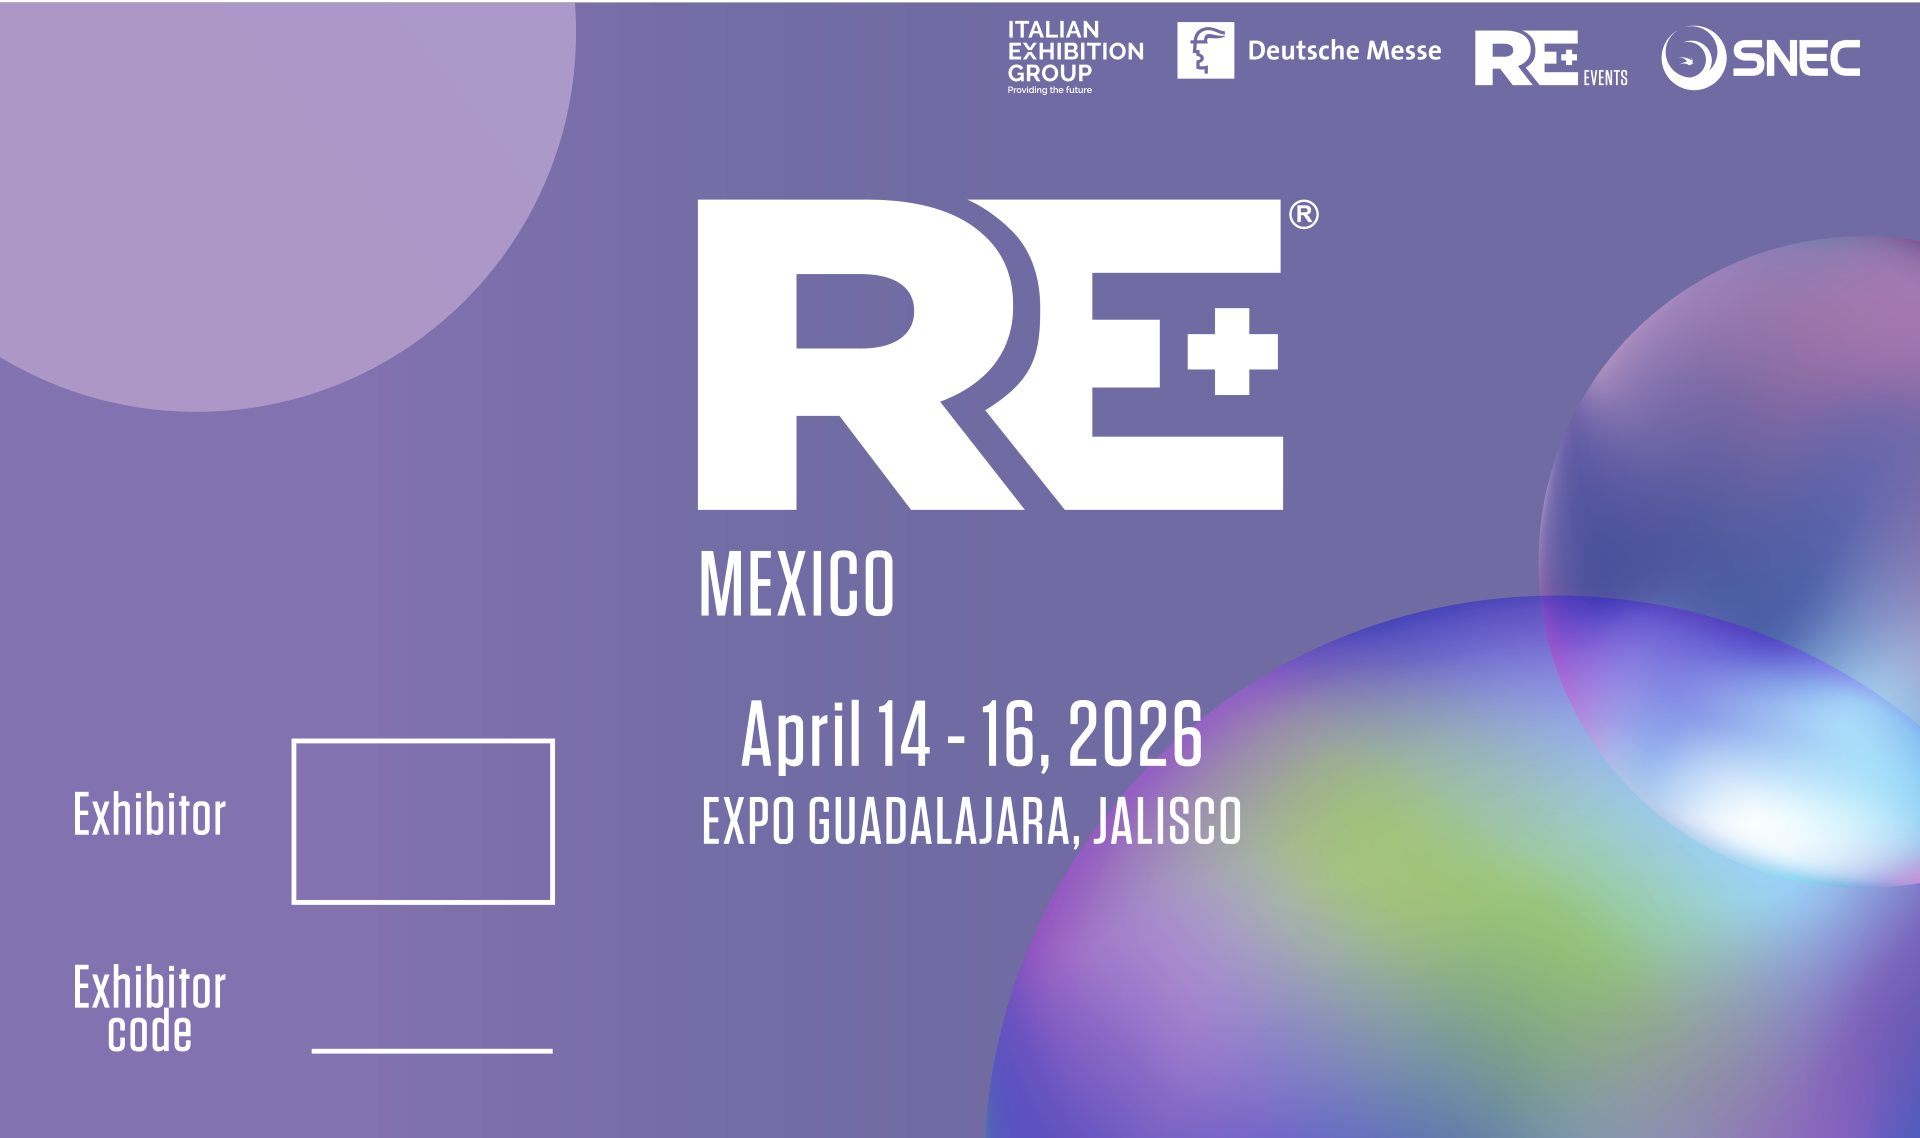 ITALIAN
EXHIBITION
GROUP
Providing the future
Deutsche Messe
RE+ EVENTS
SNEC
RE+®
MEXICO
April 14 - 16, 2026
EXPO GUADALAJARA, JALISCO
Exhibitor
Exhibitor
code